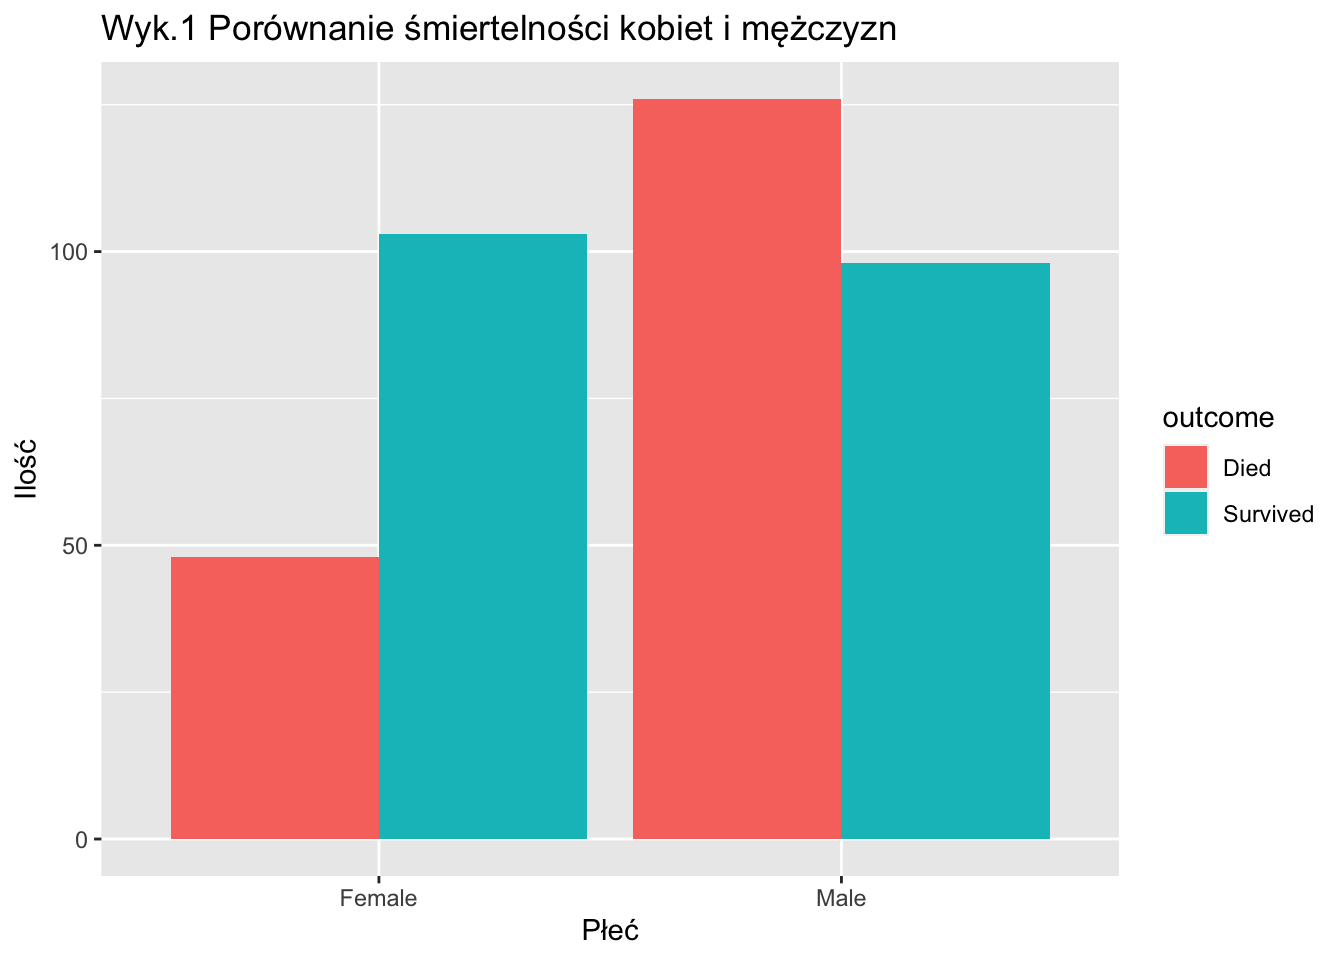 Wyk.1 Porównanie śmiertelności kobiet i mężczyzn
Ilość
100
50
0
Female
Male
Płeć
outcome
Died
Survived